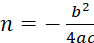 n = − b² / 4ac